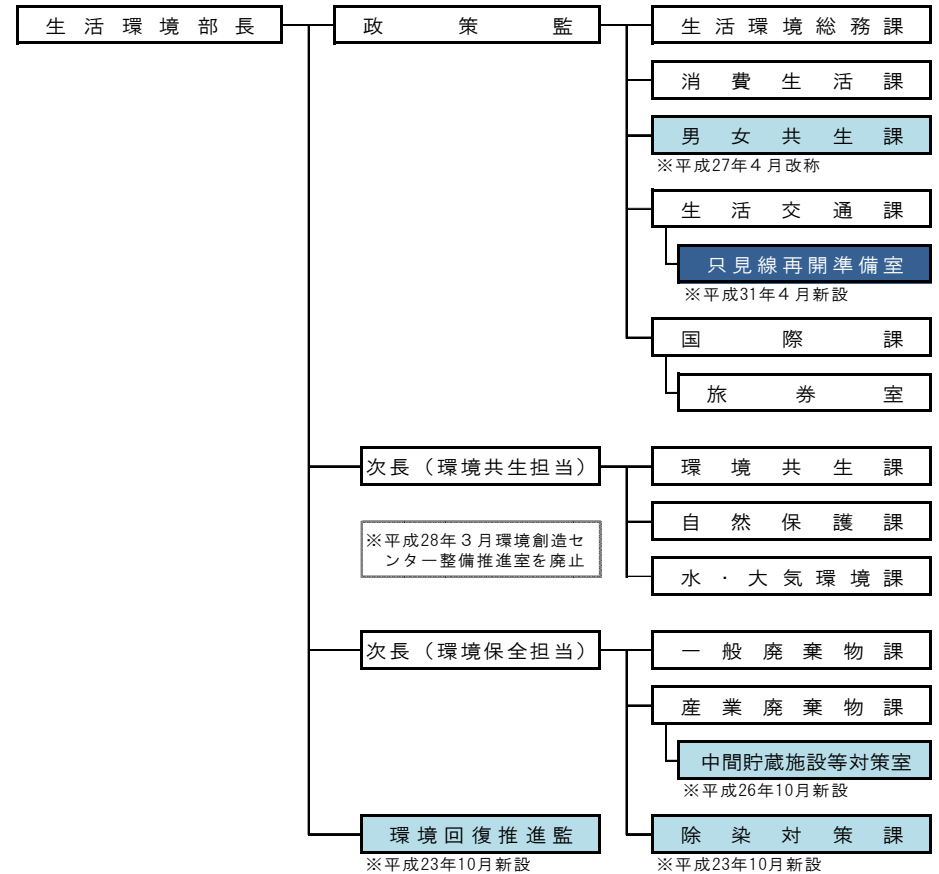 生活環境部長
政策監
生活環境総務課
消費生活課
男女共生課
※平成27年4月改称
生活交通課
只見線再開準備室
※平成31年4月新設
国際課
旅券室
次長（環境共生担当）
環境共生課
※平成28年3月環境創造セ
ンター整備推進室を廃止
自然保護課
水・大気環境課
次長（環境保全担当）
一般廃棄物課
産業廃棄物課
中間貯蔵施設等対策室
※平成26年10月新設
環境回復推進監
※平成23年10月新設
除染対策課
※平成23年10月新設